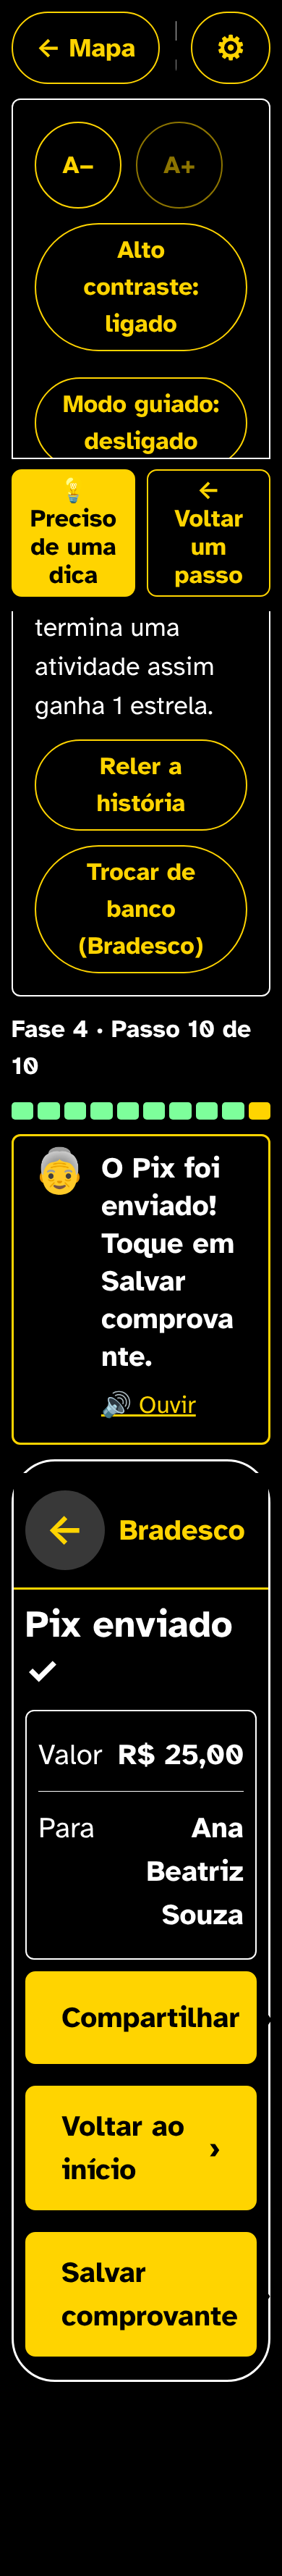 ← Mapa
⚙
A−
A+
Alto
contraste:
ligado
Modo guiado:
desligado
💡
Preciso
de uma
dica
←
Voltar
um
passo
termina uma
atividade assim
ganha 1 estrela.
Reler a
história
Trocar de
banco
(Bradesco)
Fase 4 · Passo 10 de
10
O Pix foi
enviado!
Toque em
Salvar
comprova
nte.
🔊 Ouvir
← Bradesco
Pix enviado
✓
Valor R$ 25,00
Para Ana
Beatriz
Souza
Compartilhar ›
Voltar ao
início ›
Salvar
comprovante ›